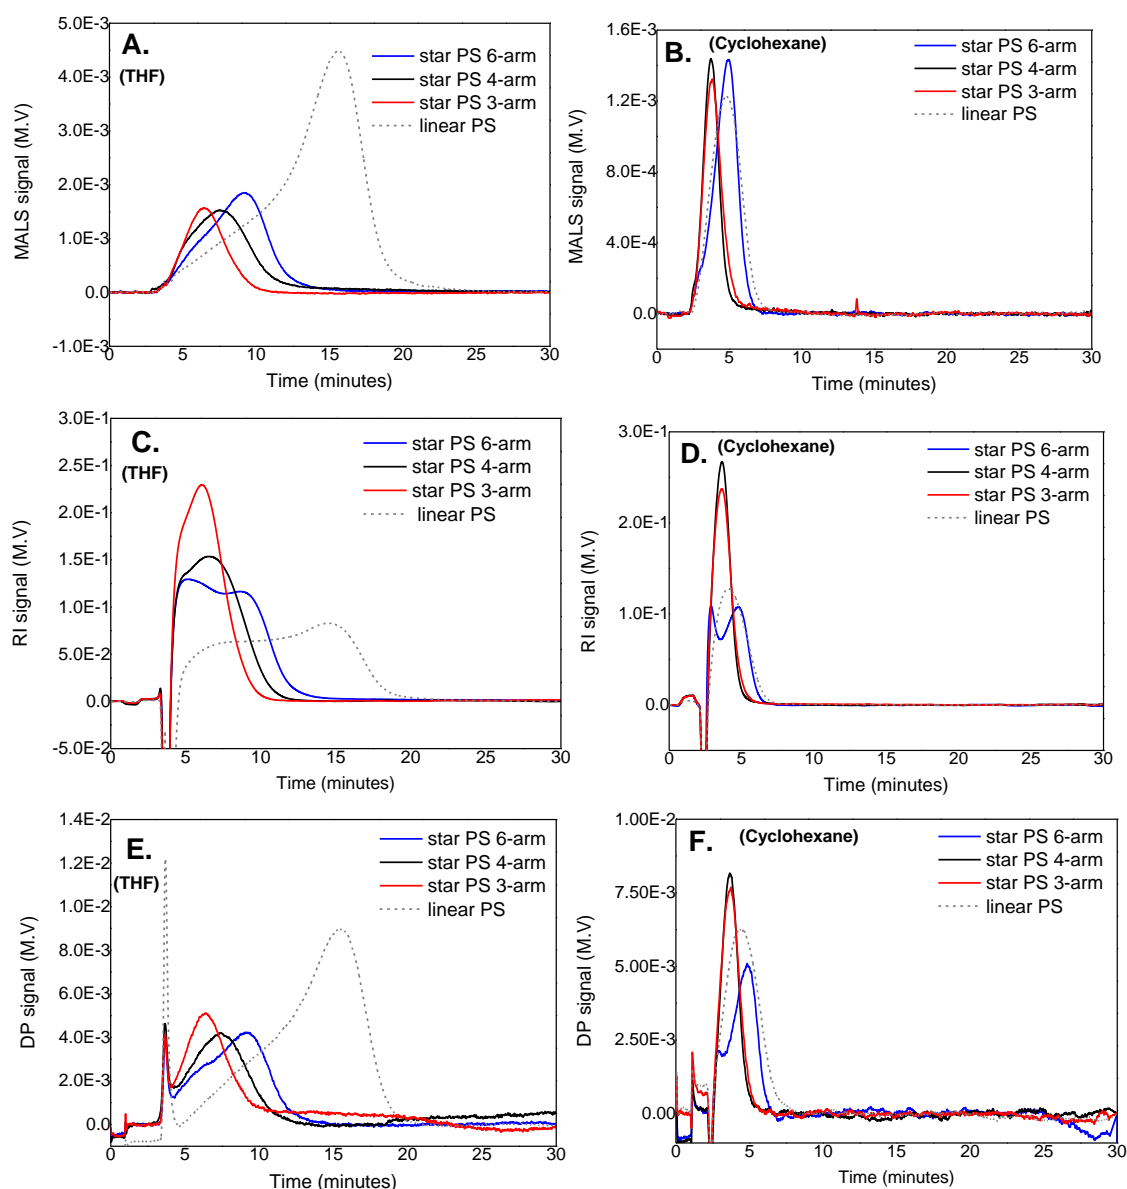 A.
(THF)
star PS 6-arm
star PS 4-arm
star PS 3-arm
linear PS
5.0E-3
4.0E-3
3.0E-3
2.0E-3
1.0E-3
0.0
-1.0E-3
MALS signal (M.V)
0 5 10 15 20 25 30
Time (minutes)
B.
(Cyclohexane)
star PS 6-arm
star PS 4-arm
star PS 3-arm
linear PS
1.6E-3
1.2E-3
8.0E-4
4.0E-4
0.0
MALS signal (M.V)
0 5 10 15 20 25 30
Time (minutes)
C.
(THF)
star PS 6-arm
star PS 4-arm
star PS 3-arm
linear PS
3.0E-1
2.5E-1
2.0E-1
1.5E-1
1.0E-1
5.0E-2
0.0
-5.0E-2
RI signal (M.V)
0 5 10 15 20 25 30
Time (minutes)
D.
(Cyclohexane)
star PS 6-arm
star PS 4-arm
star PS 3-arm
linear PS
3.0E-1
2.0E-1
1.0E-1
0.0
RI signal (M.V)
0 5 10 15 20 25 30
Time (minutes)
E.
(THF)
star PS 6-arm
star PS 4-arm
star PS 3-arm
linear PS
1.4E-2
1.2E-2
1.0E-2
8.0E-3
6.0E-3
4.0E-3
2.0E-3
0.0
DP signal (M.V)
0 5 10 15 20 25 30
Time (minutes)
F.
(Cyclohexane)
star PS 6-arm
star PS 4-arm
star PS 3-arm
linear PS
1.00E-2
7.50E-3
5.00E-3
2.50E-3
0.00
DP signal (M.V)
0 5 10 15 20 25 30
Time (minutes)